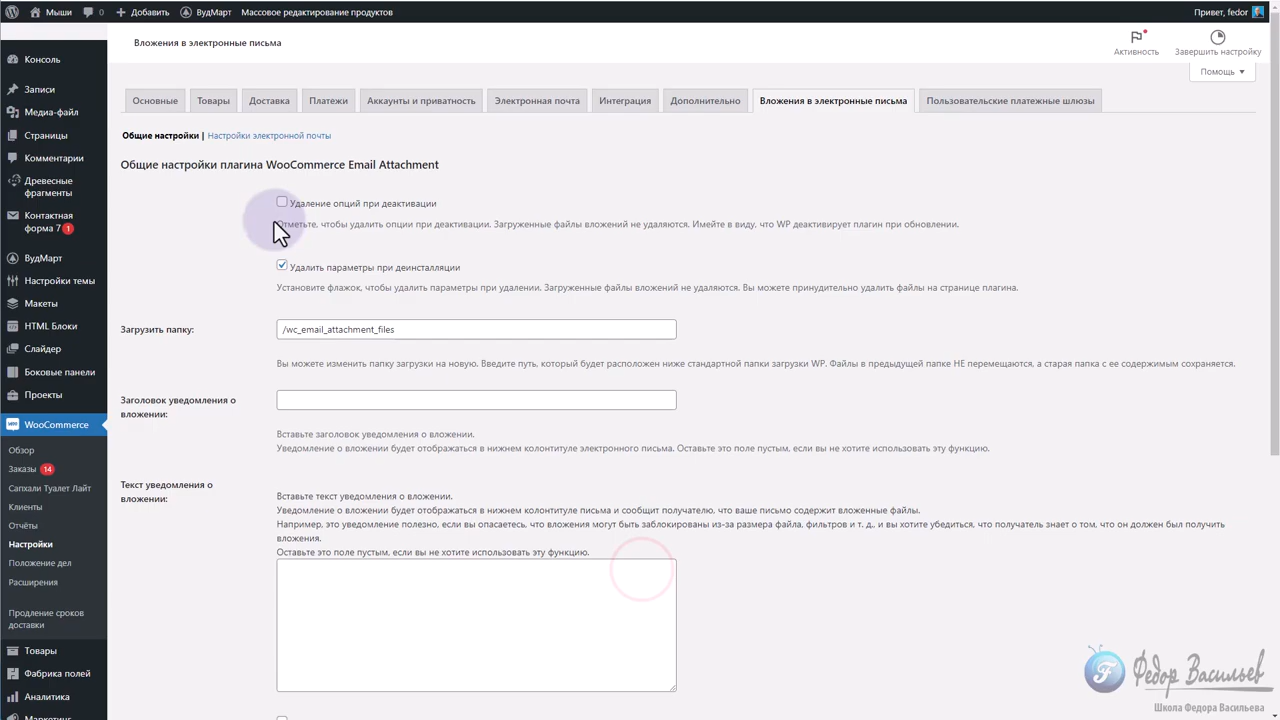 Мыши 0 Добавить ВудМарт Массовое редактирование продуктов Привет, fedor
Вложения в электронные письма
Активность
Завершить настройку
Помощь ▼
Основные Товары Доставка Платежи Аккаунты и приватность Электронная почта Интеграция Дополнительно Вложения в электронные письма Пользовательские платежные шлюзы
Общие настройки | Настройки электронной почты
Общие настройки плагина WooCommerce Email Attachment
Удаление опций при деактивации
Отметьте, чтобы удалить опции при деактивации. Загруженные файлы вложений не удаляются. Имейте в виду, что WP деактивирует плагин при обновлении.
Удалить параметры при деинсталляции
Установите флажок, чтобы удалить параметры при удалении. Загруженные файлы вложений не удаляются. Вы можете принудительно удалить файлы на странице плагина.
Загрузить папку:
/wc_email_attachment_files
Вы можете изменить папку загрузки на новую. Введите путь, который будет расположен ниже стандартной папки загрузки WP. Файлы в предыдущей папке НЕ перемещаются, а старая папка с ее содержимым сохраняется.
Заголовок уведомления о
вложении:
Вставьте заголовок уведомления о вложении.
Уведомление о вложении будет отображаться в нижнем колонтитуле электронного письма. Оставьте это поле пустым, если вы не хотите использовать эту функцию.
Текст уведомления о
вложении:
Вставьте текст уведомления о вложении.
Уведомление о вложении будет отображаться в нижнем колонтитуле письма и сообщит получателю, что ваше письмо содержит вложенные файлы.
Например, это уведомление полезно, если вы опасаетесь, что вложения могут быть заблокированы из-за размера файла, фильтров и т. д., и вы хотите убедиться, что получатель знает о том, что он должен был получить
вложения.
Оставьте это поле пустым, если вы не хотите использовать эту функцию.
Консоль
Записи
Медиа-файл
Страницы
Комментарии
Древесные
фрагменты
Контактная
форма 7 1
ВудМарт
Настройки темы
Макеты
HTML Блоки
Слайдер
Боковые панели
Проекты
WooCommerce
Обзор
Заказы 14
Сапхали Туалет Лайт
Клиенты
Отчёты
Настройки
Положение дел
Расширения
Продление сроков
доставки
Товары
Фабрика полей
Аналитика
Маркетинг
Федор Васильев
Школа Федора Васильева